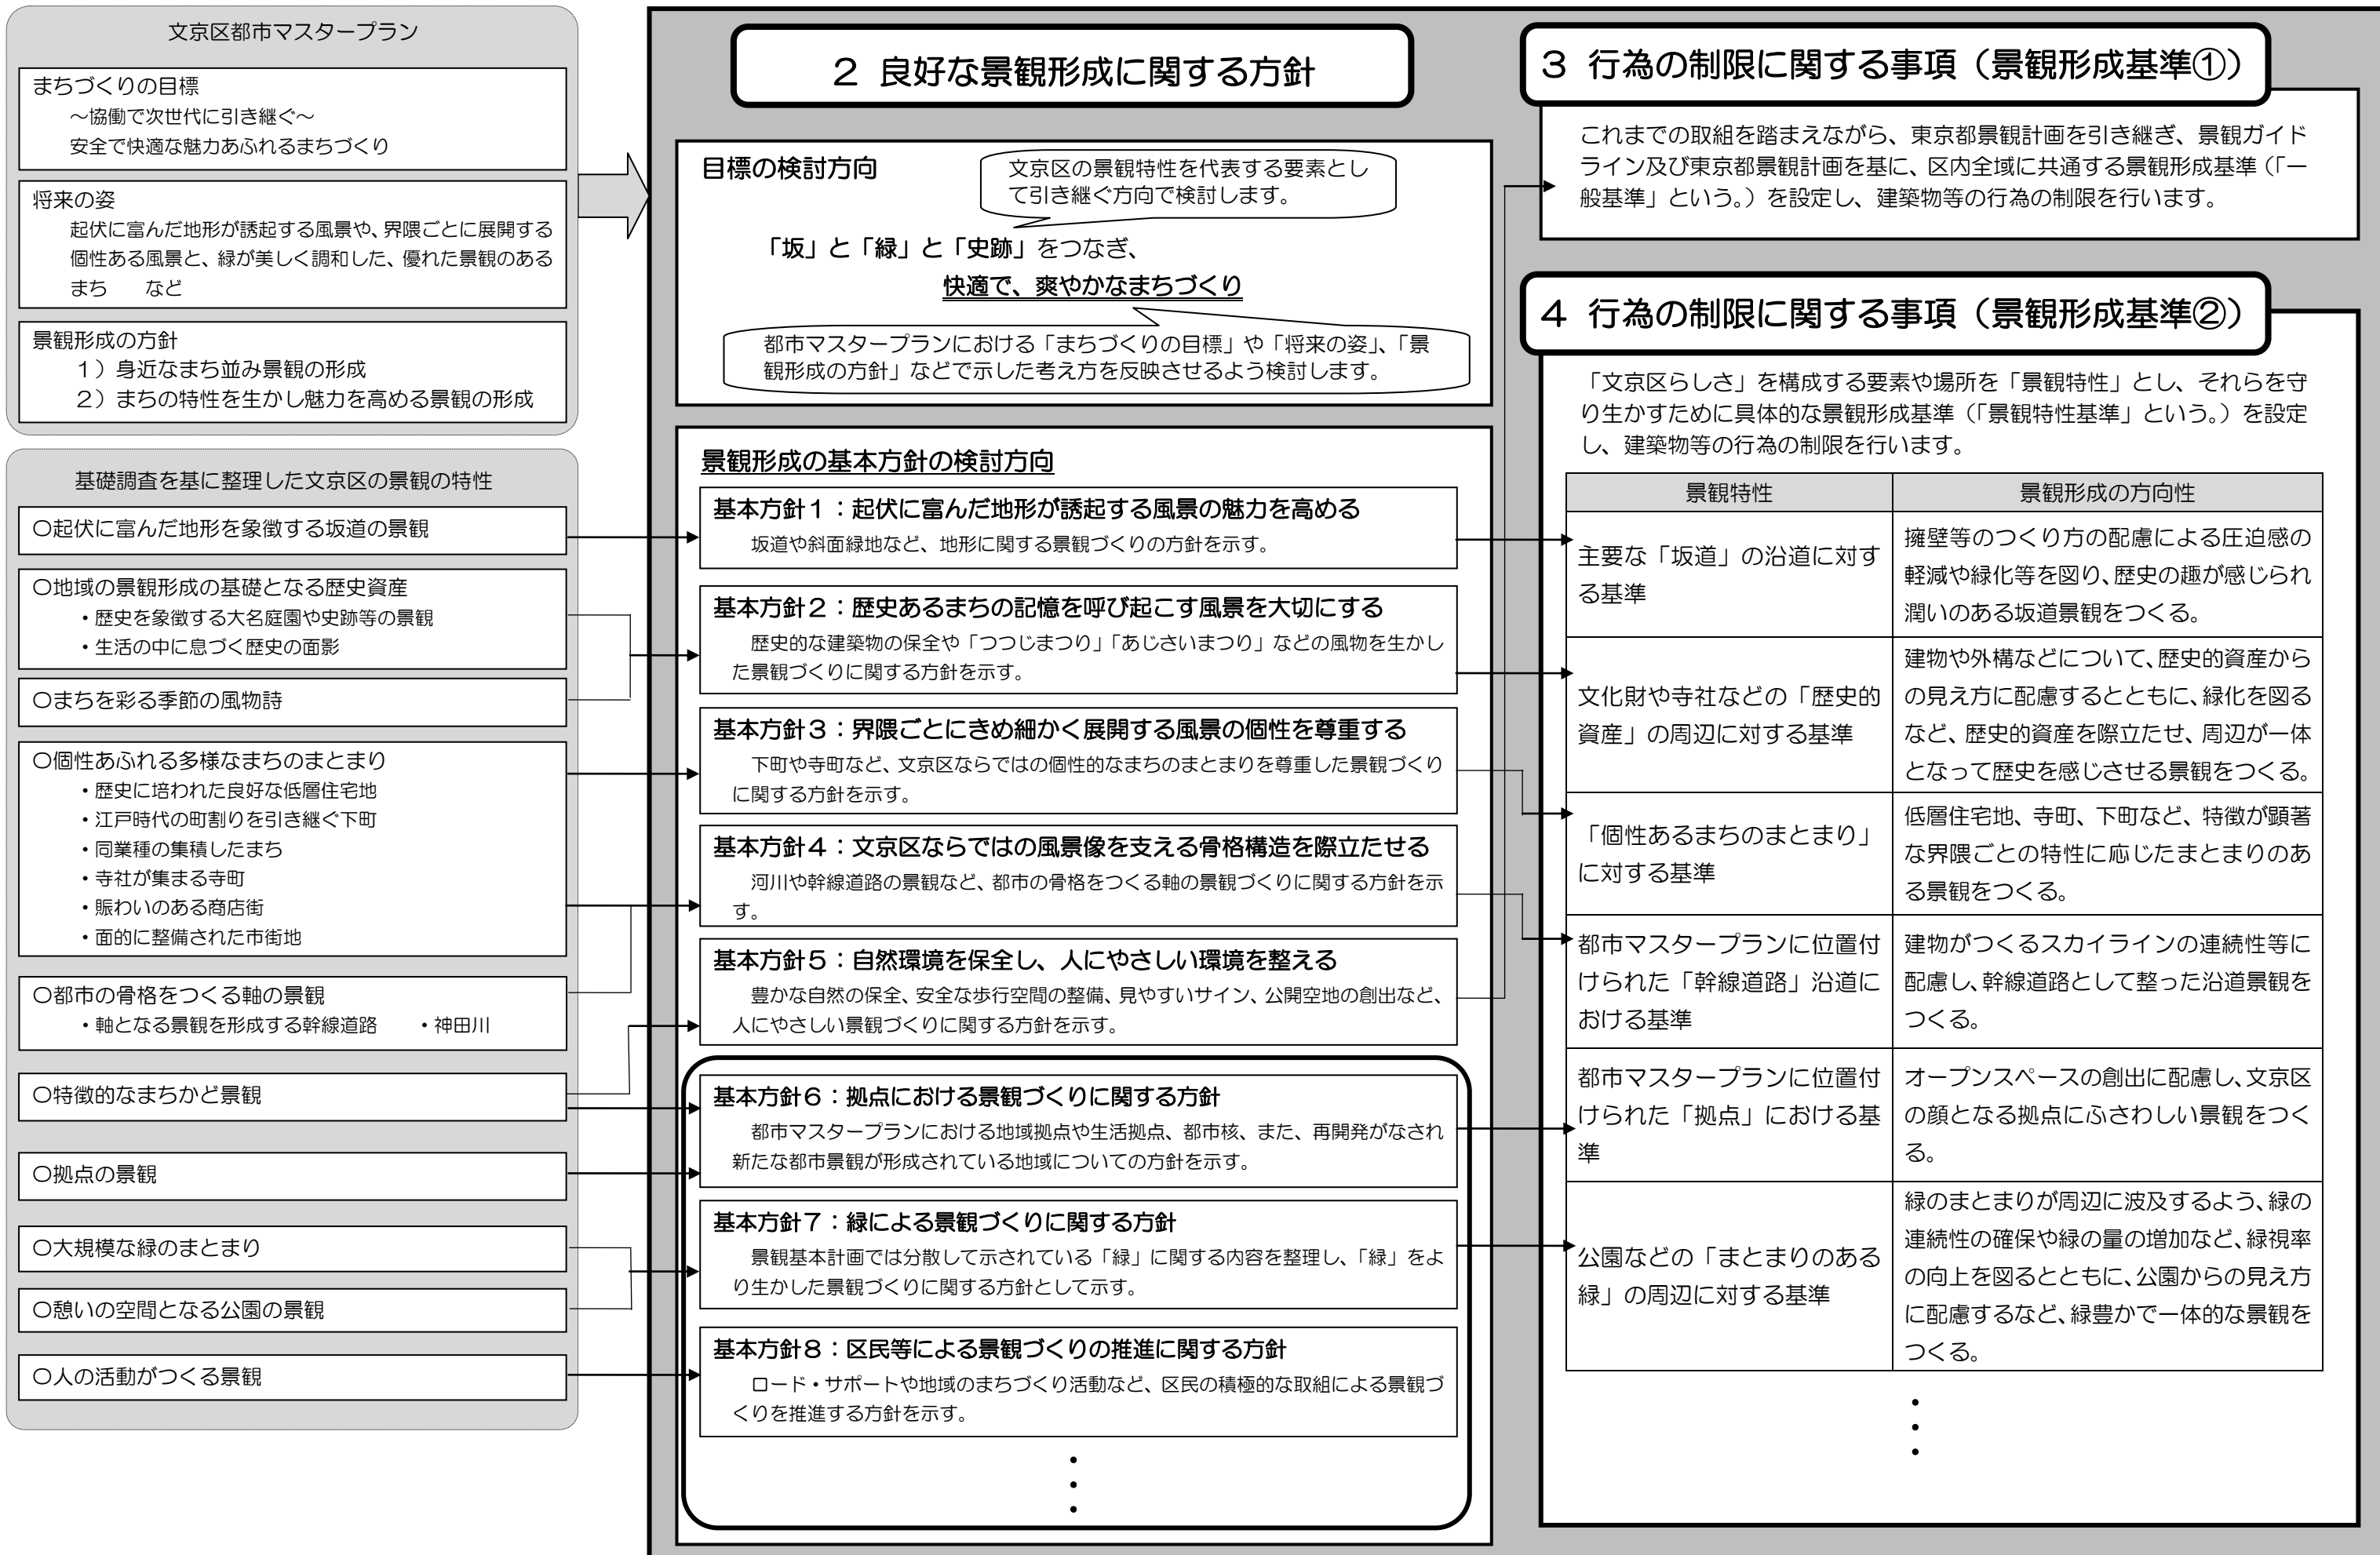 文京区都市マスタープラン
まちづくりの目標
～協働で次世代に引き継ぐ～
安全で快適な魅力あふれるまちづくり
将来の姿
起伏に富んだ地形が誘起する風景や、界隈ごとに展開する
個性ある風景と、緑が美しく調和した、優れた景観のある
まち　　など
景観形成の方針
１）身近なまち並み景観の形成
２）まちの特性を生かし魅力を高める景観の形成
基礎調査を基に整理した文京区の景観の特性
○起伏に富んだ地形を象徴する坂道の景観
○地域の景観形成の基礎となる歴史資産
・歴史を象徴する大名庭園や史跡等の景観
・生活の中に息づく歴史の面影
○まちを彩る季節の風物詩
○個性あふれる多様なまちのまとまり
・歴史に培われた良好な低層住宅地
・江戸時代の町割りを引き継ぐ下町
・同業種の集積したまち
・寺社が集まる寺町
・賑わいのある商店街
・面的に整備された市街地
○都市の骨格をつくる軸の景観
・軸となる景観を形成する幹線道路　　・神田川
○特徴的なまちかど景観
○拠点の景観
○大規模な緑のまとまり
○憩いの空間となる公園の景観
○人の活動がつくる景観
２ 良好な景観形成に関する方針
目標の検討方向
文京区の景観特性を代表する要素とし
て引き継ぐ方向で検討します。
「坂」と「緑」と「史跡」をつなぎ、
快適で、爽やかなまちづくり
都市マスタープランにおける「まちづくりの目標」や「将来の姿」、「景
観形成の方針」などで示した考え方を反映させるよう検討します。
景観形成の基本方針の検討方向
基本方針１：起伏に富んだ地形が誘起する風景の魅力を高める
坂道や斜面緑地など、地形に関する景観づくりの方針を示す。
基本方針２：歴史あるまちの記憶を呼び起こす風景を大切にする
歴史的な建築物の保全や「つつじまつり」「あじさいまつり」などの風物を生かし
た景観づくりに関する方針を示す。
基本方針３：界隈ごとにきめ細かく展開する風景の個性を尊重する
下町や寺町など、文京区ならではの個性的なまちのまとまりを尊重した景観づくり
に関する方針を示す。
基本方針４：文京区ならではの風景像を支える骨格構造を際立たせる
河川や幹線道路の景観など、都市の骨格をつくる軸の景観づくりに関する方針を示
す。
基本方針５：自然環境を保全し、人にやさしい環境を整える
豊かな自然の保全、安全な歩行空間の整備、見やすいサイン、公開空地の創出など、
人にやさしい景観づくりに関する方針を示す。
基本方針６：拠点における景観づくりに関する方針
都市マスタープランにおける地域拠点や生活拠点、都市核、また、再開発がなされ
新たな都市景観が形成されている地域についての方針を示す。
基本方針７：緑による景観づくりに関する方針
景観基本計画では分散して示されている「緑」に関する内容を整理し、「緑」をよ
り生かした景観づくりに関する方針として示す。
基本方針８：区民等による景観づくりの推進に関する方針
ロード・サポートや地域のまちづくり活動など、区民の積極的な取組による景観づ
くりを推進する方針を示す。
・
・
・
３ 行為の制限に関する事項（景観形成基準①）
これまでの取組を踏まえながら、東京都景観計画を引き継ぎ、景観ガイド
ライン及び東京都景観計画を基に、区内全域に共通する景観形成基準（「一
般基準」という。）を設定し、建築物等の行為の制限を行います。
４ 行為の制限に関する事項（景観形成基準②）
「文京区らしさ」を構成する要素や場所を「景観特性」とし、それらを守
り生かすために具体的な景観形成基準（「景観特性基準」という。）を設定
し、建築物等の行為の制限を行います。
景観特性
景観形成の方向性
主要な「坂道」の沿道に対す
る基準
擁壁等のつくり方の配慮による圧迫感の
軽減や緑化等を図り、歴史の趣が感じられ
潤いのある坂道景観をつくる。
文化財や寺社などの「歴史的
資産」の周辺に対する基準
建物や外構などについて、歴史的資産から
の見え方に配慮するとともに、緑化を図る
など、歴史的資産を際立たせ、周辺が一体
となって歴史を感じさせる景観をつくる。
「個性あるまちのまとまり」
に対する基準
低層住宅地、寺町、下町など、特徴が顕著
な界隈ごとの特性に応じたまとまりのあ
る景観をつくる。
都市マスタープランに位置付
けられた「幹線道路」沿道に
おける基準
建物がつくるスカイラインの連続性等に
配慮し、幹線道路として整った沿道景観を
つくる。
都市マスタープランに位置付
けられた「拠点」における基
準
オープンスペースの創出に配慮し、文京区
の顔となる拠点にふさわしい景観をつく
る。
公園などの「まとまりのある
緑」の周辺に対する基準
緑のまとまりが周辺に波及するよう、緑の
連続性の確保や緑の量の増加など、緑視率
の向上を図るとともに、公園からの見え方
に配慮するなど、緑豊かで一体的な景観を
つくる。
・
・
・